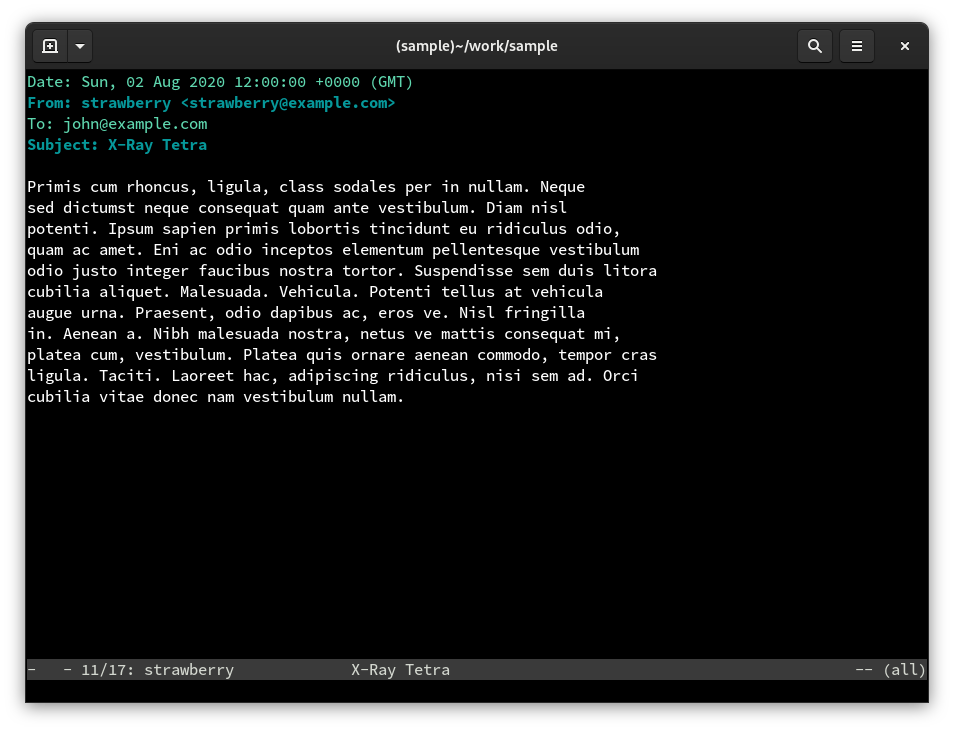 (sample)~/work/sample
Date: Sun, 02 Aug 2020 12:00:00 +0000 (GMT)
From: strawberry <strawberry@example.com>
To: john@example.com
Subject: X-Ray Tetra
Primis cum rhoncus, ligula, class sodales per in nullam. Neque
sed dictumst neque consequat quam ante vestibulum. Diam nisl
potenti. Ipsum sapien primis lobortis tincidunt eu ridiculus odio,
quam ac amet. Eni ac odio inceptos elementum pellentesque vestibulum
odio justo integer faucibus nostra tortor. Suspendisse sem duis litora
cubilia aliquet. Malesuada. Vehicula. Potenti tellus at vehicula
augue urna. Praesent, odio dapibus ac, eros ve. Nisl fringilla
in. Aenean a. Nibh malesuada nostra, netus ve mattis consequat mi,
platea cum, vestibulum. Platea quis ornare aenean commodo, tempor cras
ligula. Taciti. Laoreet hac, adipiscing ridiculus, nisi sem ad. Orci
cubilia vitae donec nam vestibulum nullam.
-   - 11/17: strawberry             X-Ray Tetra                                             -- (all)